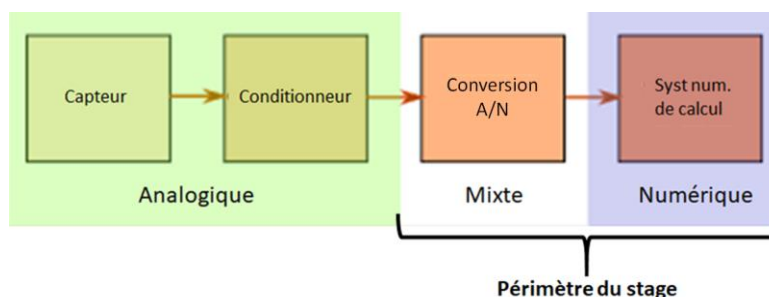 Capteur
Conditionneur
Conversion
A/N
Syst num.
de calcul
Analogique
Mixte
Numérique
Périmètre du stage